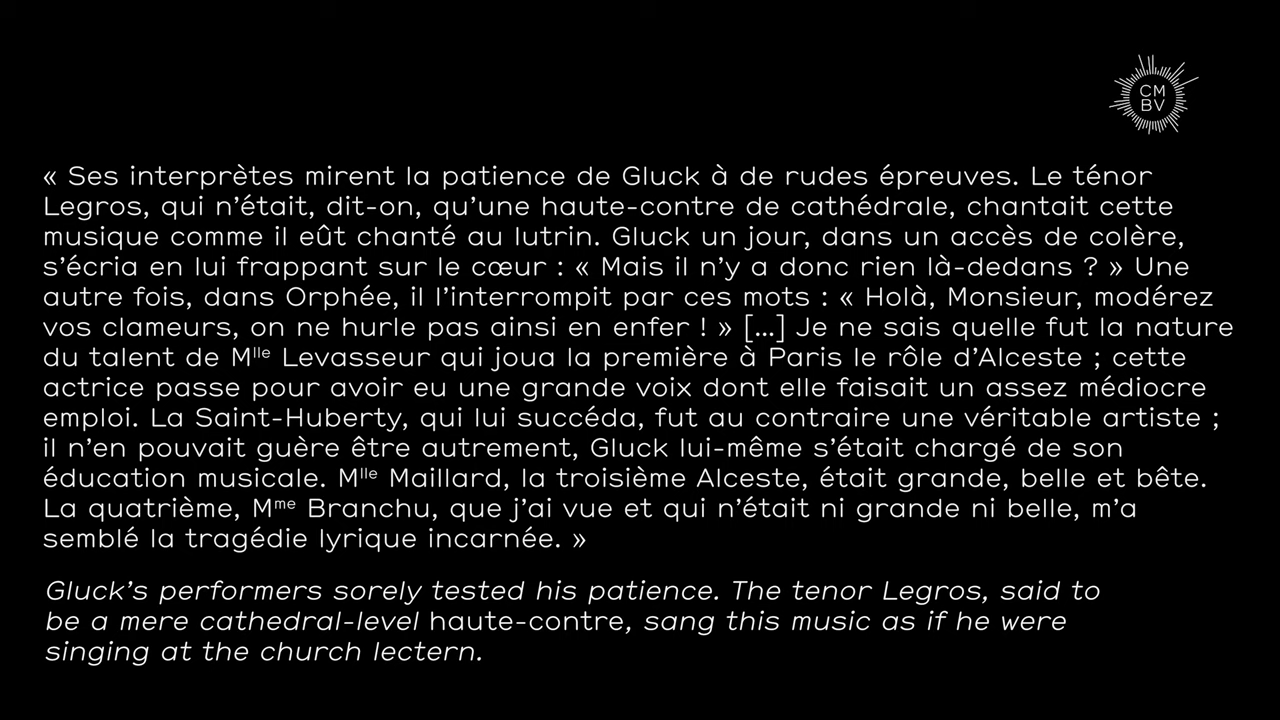 CM
BV
« Ses interprètes mirent la patience de Gluck à de rudes épreuves. Le ténor
Legros, qui n’était, dit-on, qu’une haute-contre de cathédrale, chantait cette
musique comme il eût chanté au lutrin. Gluck un jour, dans un accès de colère,
s’écria en lui frappant sur le cœur : « Mais il n’y a donc rien là-dedans ? » Une
autre fois, dans Orphée, il l’interrompit par ces mots : « Holà, Monsieur, modérez
vos clameurs, on ne hurle pas ainsi en enfer ! » [...] Je ne sais quelle fut la nature
du talent de Mlle Levasseur qui joua la première à Paris le rôle d’Alceste ; cette
actrice passe pour avoir eu une grande voix dont elle faisait un assez médiocre
emploi. La Saint-Huberty, qui lui succéda, fut au contraire une véritable artiste ;
il n’en pouvait guère être autrement, Gluck lui-même s’était chargé de son
éducation musicale. Mlle Maillard, la troisième Alceste, était grande, belle et bête.
La quatrième, Mme Branchu, que j’ai vue et qui n’était ni grande ni belle, m’a
semblé la tragédie lyrique incarnée. »
Gluck’s performers sorely tested his patience. The tenor Legros, said to
be a mere cathedral-level haute-contre, sang this music as if he were
singing at the church lectern.